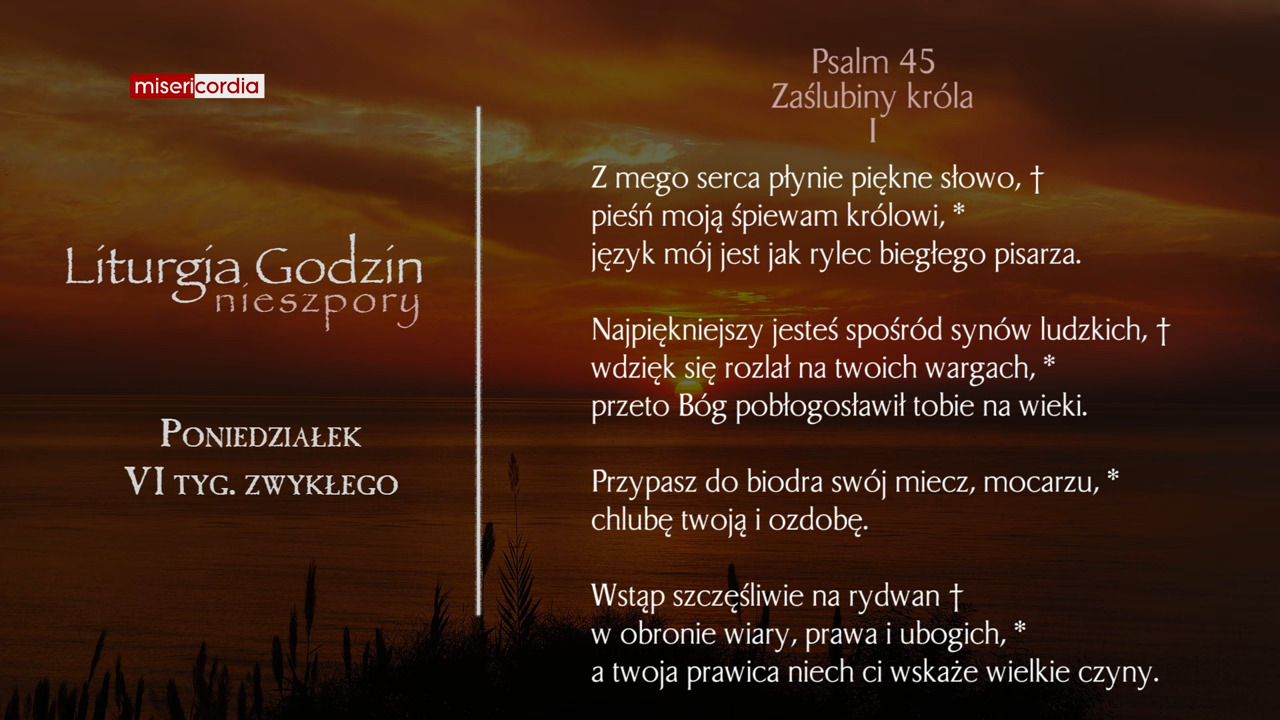 misericordia
Liturgia Godzin
nieszpory
Poniedziałek
VI tyg. zwykłego
Psalm 45
Zaślubiny króla
I
Z mego serca płynie piękne słowo, †
pieśń moją śpiewam królowi, *
język mój jest jak rylec biegłego pisarza.
Najpiękniejszy jesteś spośród synów ludzkich, †
wdzięk się rozlał na twoich wargach, *
przeto Bóg pobłogosławił tobie na wieki.
Przypasz do biodra swój miecz, mocarzu, *
chlubę twoją i ozdobę.
Wstąp szczęśliwie na rydwan †
w obronie wiary, prawa i ubogich, *
a twoja prawica niech ci wskaże wielkie czyny.